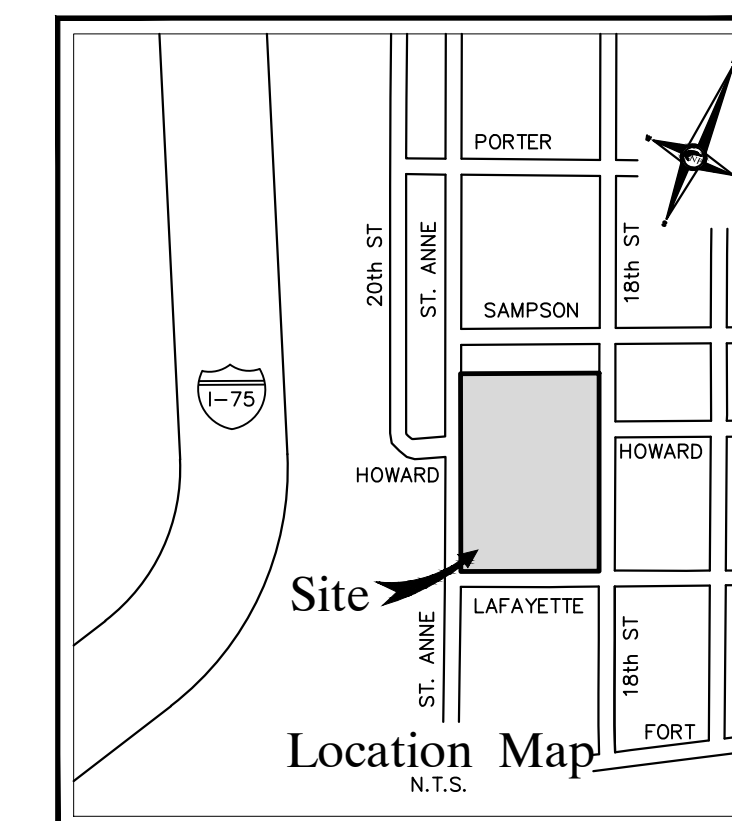 PORTER
20th ST
ST. ANNE
18th ST
SAMPSON
I-75
HOWARD
HOWARD
Site
LAFAYETTE
ST. ANNE
18th ST
FORT
Location Map
N.T.S.